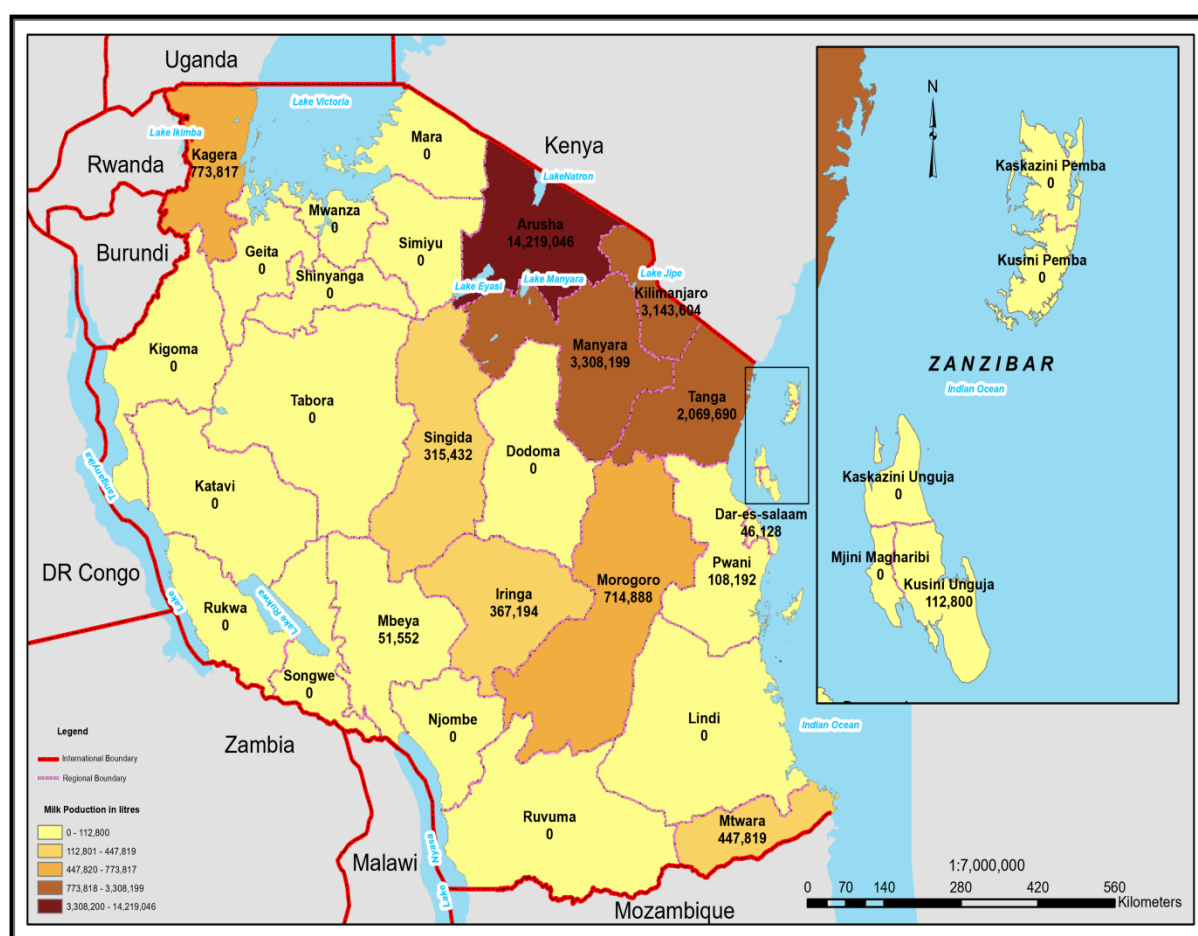 Uganda
Lake Victoria
Lake Ikimba
Mara
0
Kenya
Rwanda
Kagera
773,817
LakeNatron
Burundi
Mwanza
0
Geita
0
Simiyu
0
Arusha
14,219,046
Shinyanga
0
Lake Eyasi
Lake Manyara
Lake Jipe
Kilimanjaro
3,143,604
Kigoma
0
Manyara
3,308,199
Tabora
0
Tanga
2,069,690
Singida
315,432
Dodoma
0
Katavi
0
Lake Tanganyika
Dar-es-salaam
46,128
Pwani
108,192
DR Congo
Rukwa
0
Lake Rukwa
Mbeya
51,552
Iringa
367,194
Morogoro
714,888
Songwe
0
Njombe
0
Lindi
0
Indian Ocean
Zambia
Ruvuma
0
Mtwara
447,819
Malawi
Lake Nyasa
Mozambique
N
Kaskazini Pemba
0
Kusini Pemba
0
ZANZIBAR
Indian Ocean
Kaskazini Unguja
0
Mjini Magharibi
0
Kusini Unguja
112,800
Legend
International Boundary
Regional Boundary
Milk Poduction in litres
0 - 112,800
112,801 - 447,819
447,820 - 773,817
773,818 - 3,308,199
3,308,200 - 14,219,046
1:7,000,000
0 70 140 280 420 560
Kilometers